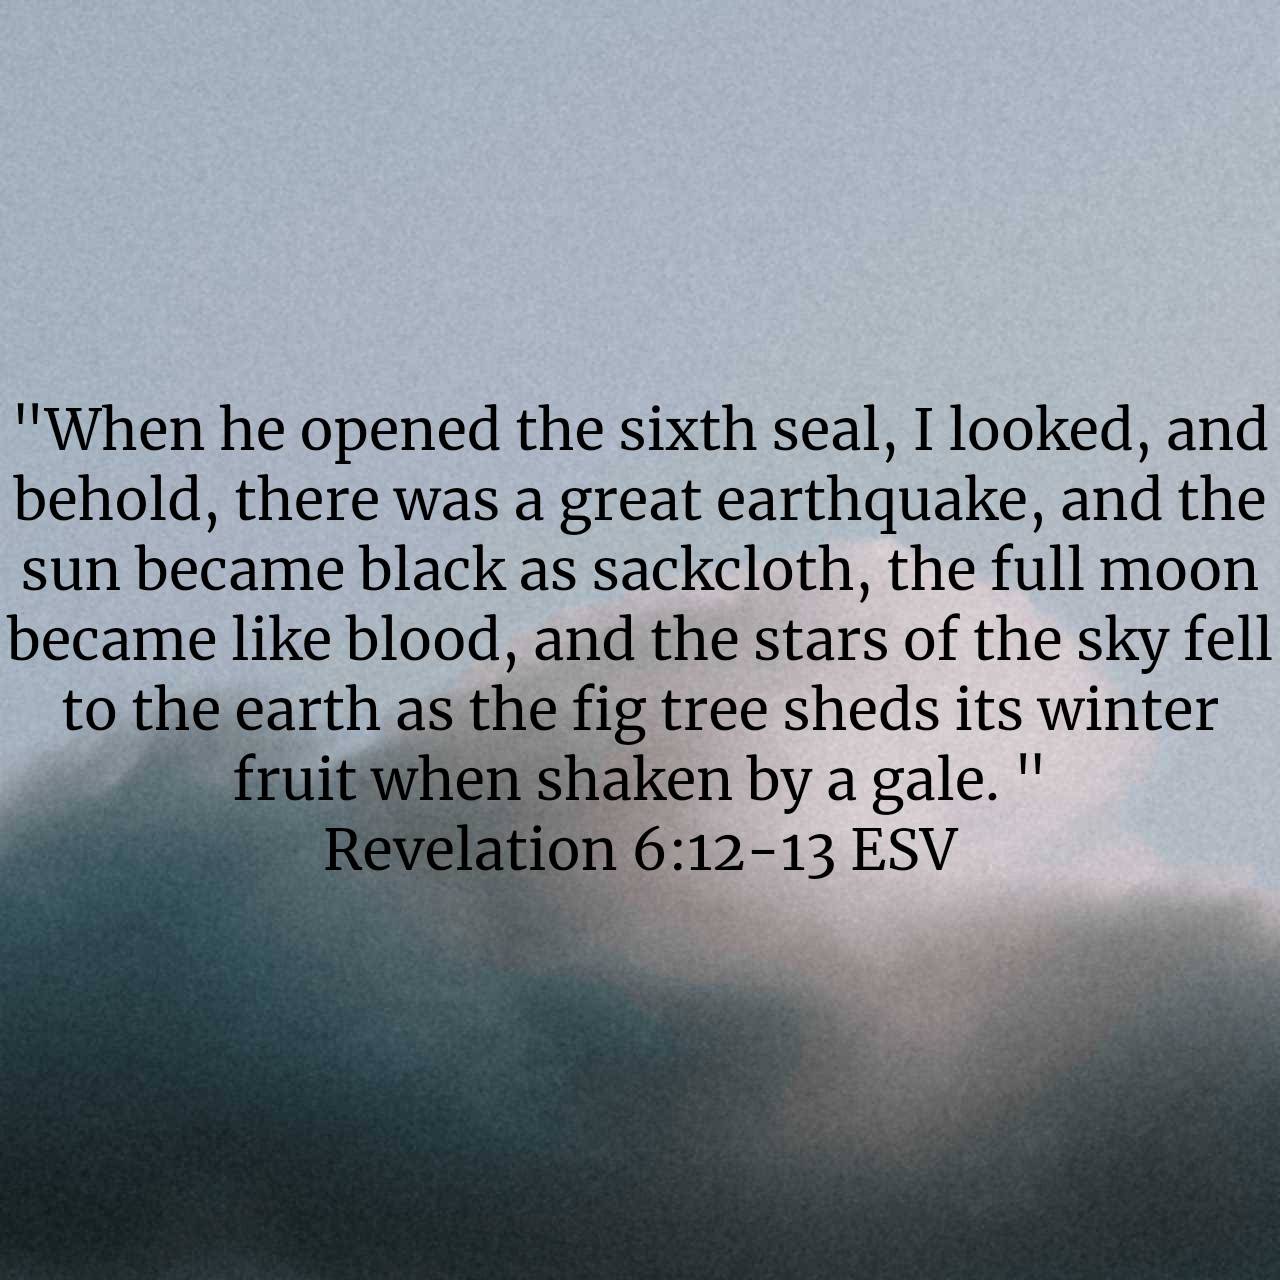 "When he opened the sixth seal, I looked, and
behold, there was a great earthquake, and the
sun became black as sackcloth, the full moon
became like blood, and the stars of the sky fell
to the earth as the fig tree sheds its winter
fruit when shaken by a gale. "
Revelation 6:12-13 ESV